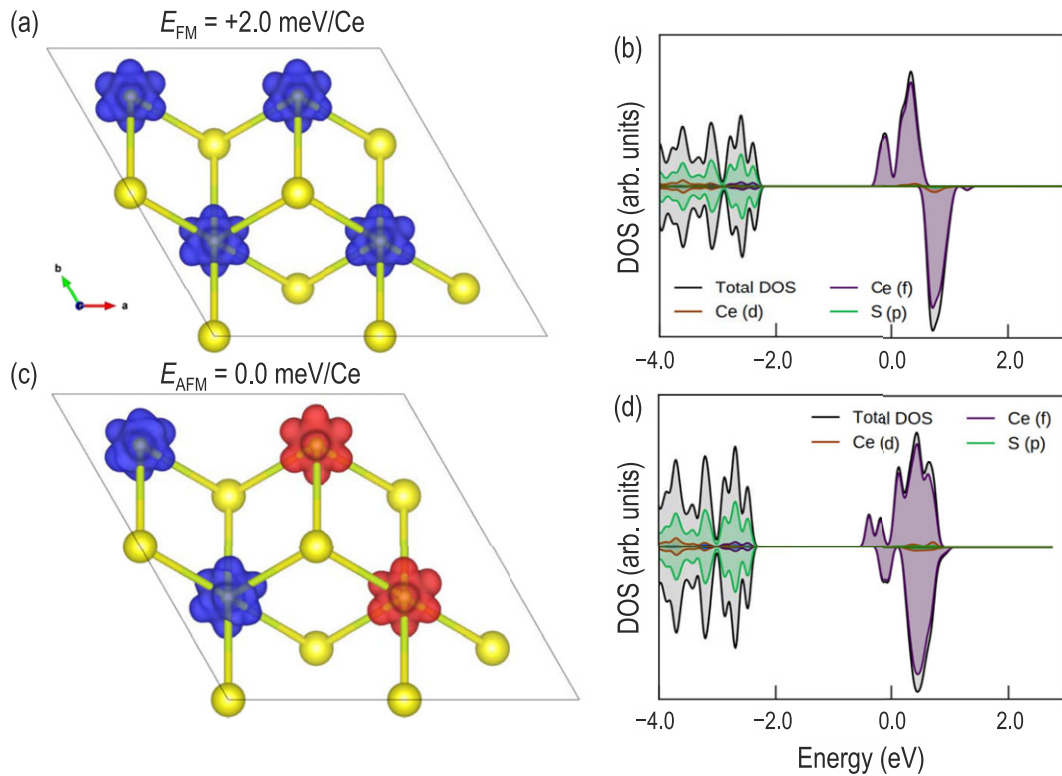 (a)
E_FM = +2.0 meV/Ce
b
a
(b)
DOS (arb. units)
Total DOS
Ce (f)
Ce (d)
S (p)
−4.0
−2.0
0.0
2.0
(c)
E_AFM = 0.0 meV/Ce
(d)
DOS (arb. units)
Total DOS
Ce (f)
Ce (d)
S (p)
−4.0
−2.0
0.0
2.0
Energy (eV)